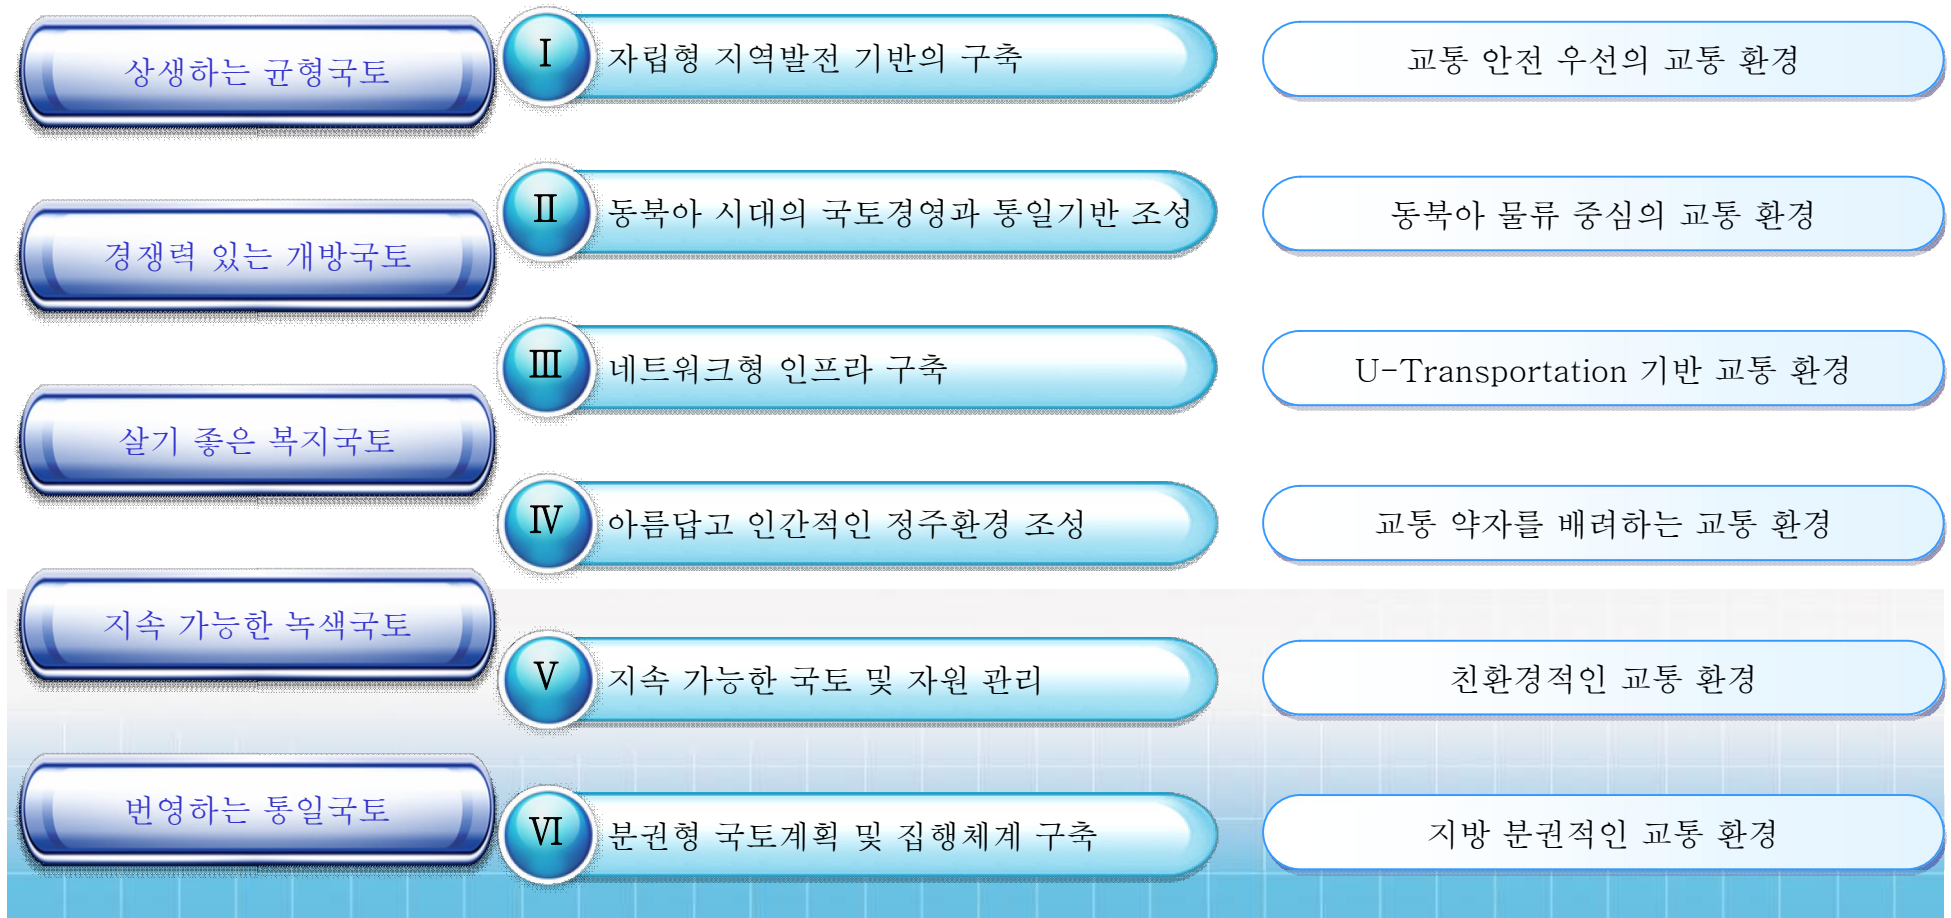 상생하는 균형국토
경쟁력 있는 개방국토
살기 좋은 복지국토
지속 가능한 녹색국토
번영하는 통일국토
Ⅰ 자립형 지역발전 기반의 구축
Ⅱ 동북아 시대의 국토경영과 통일기반 조성
Ⅲ 네트워크형 인프라 구축
Ⅳ 아름답고 인간적인 정주환경 조성
Ⅴ 지속 가능한 국토 및 자원 관리
Ⅵ 분권형 국토계획 및 집행체계 구축
교통 안전 우선의 교통 환경
동북아 물류 중심의 교통 환경
U-Transportation 기반 교통 환경
교통 약자를 배려하는 교통 환경
친환경적인 교통 환경
지방 분권적인 교통 환경